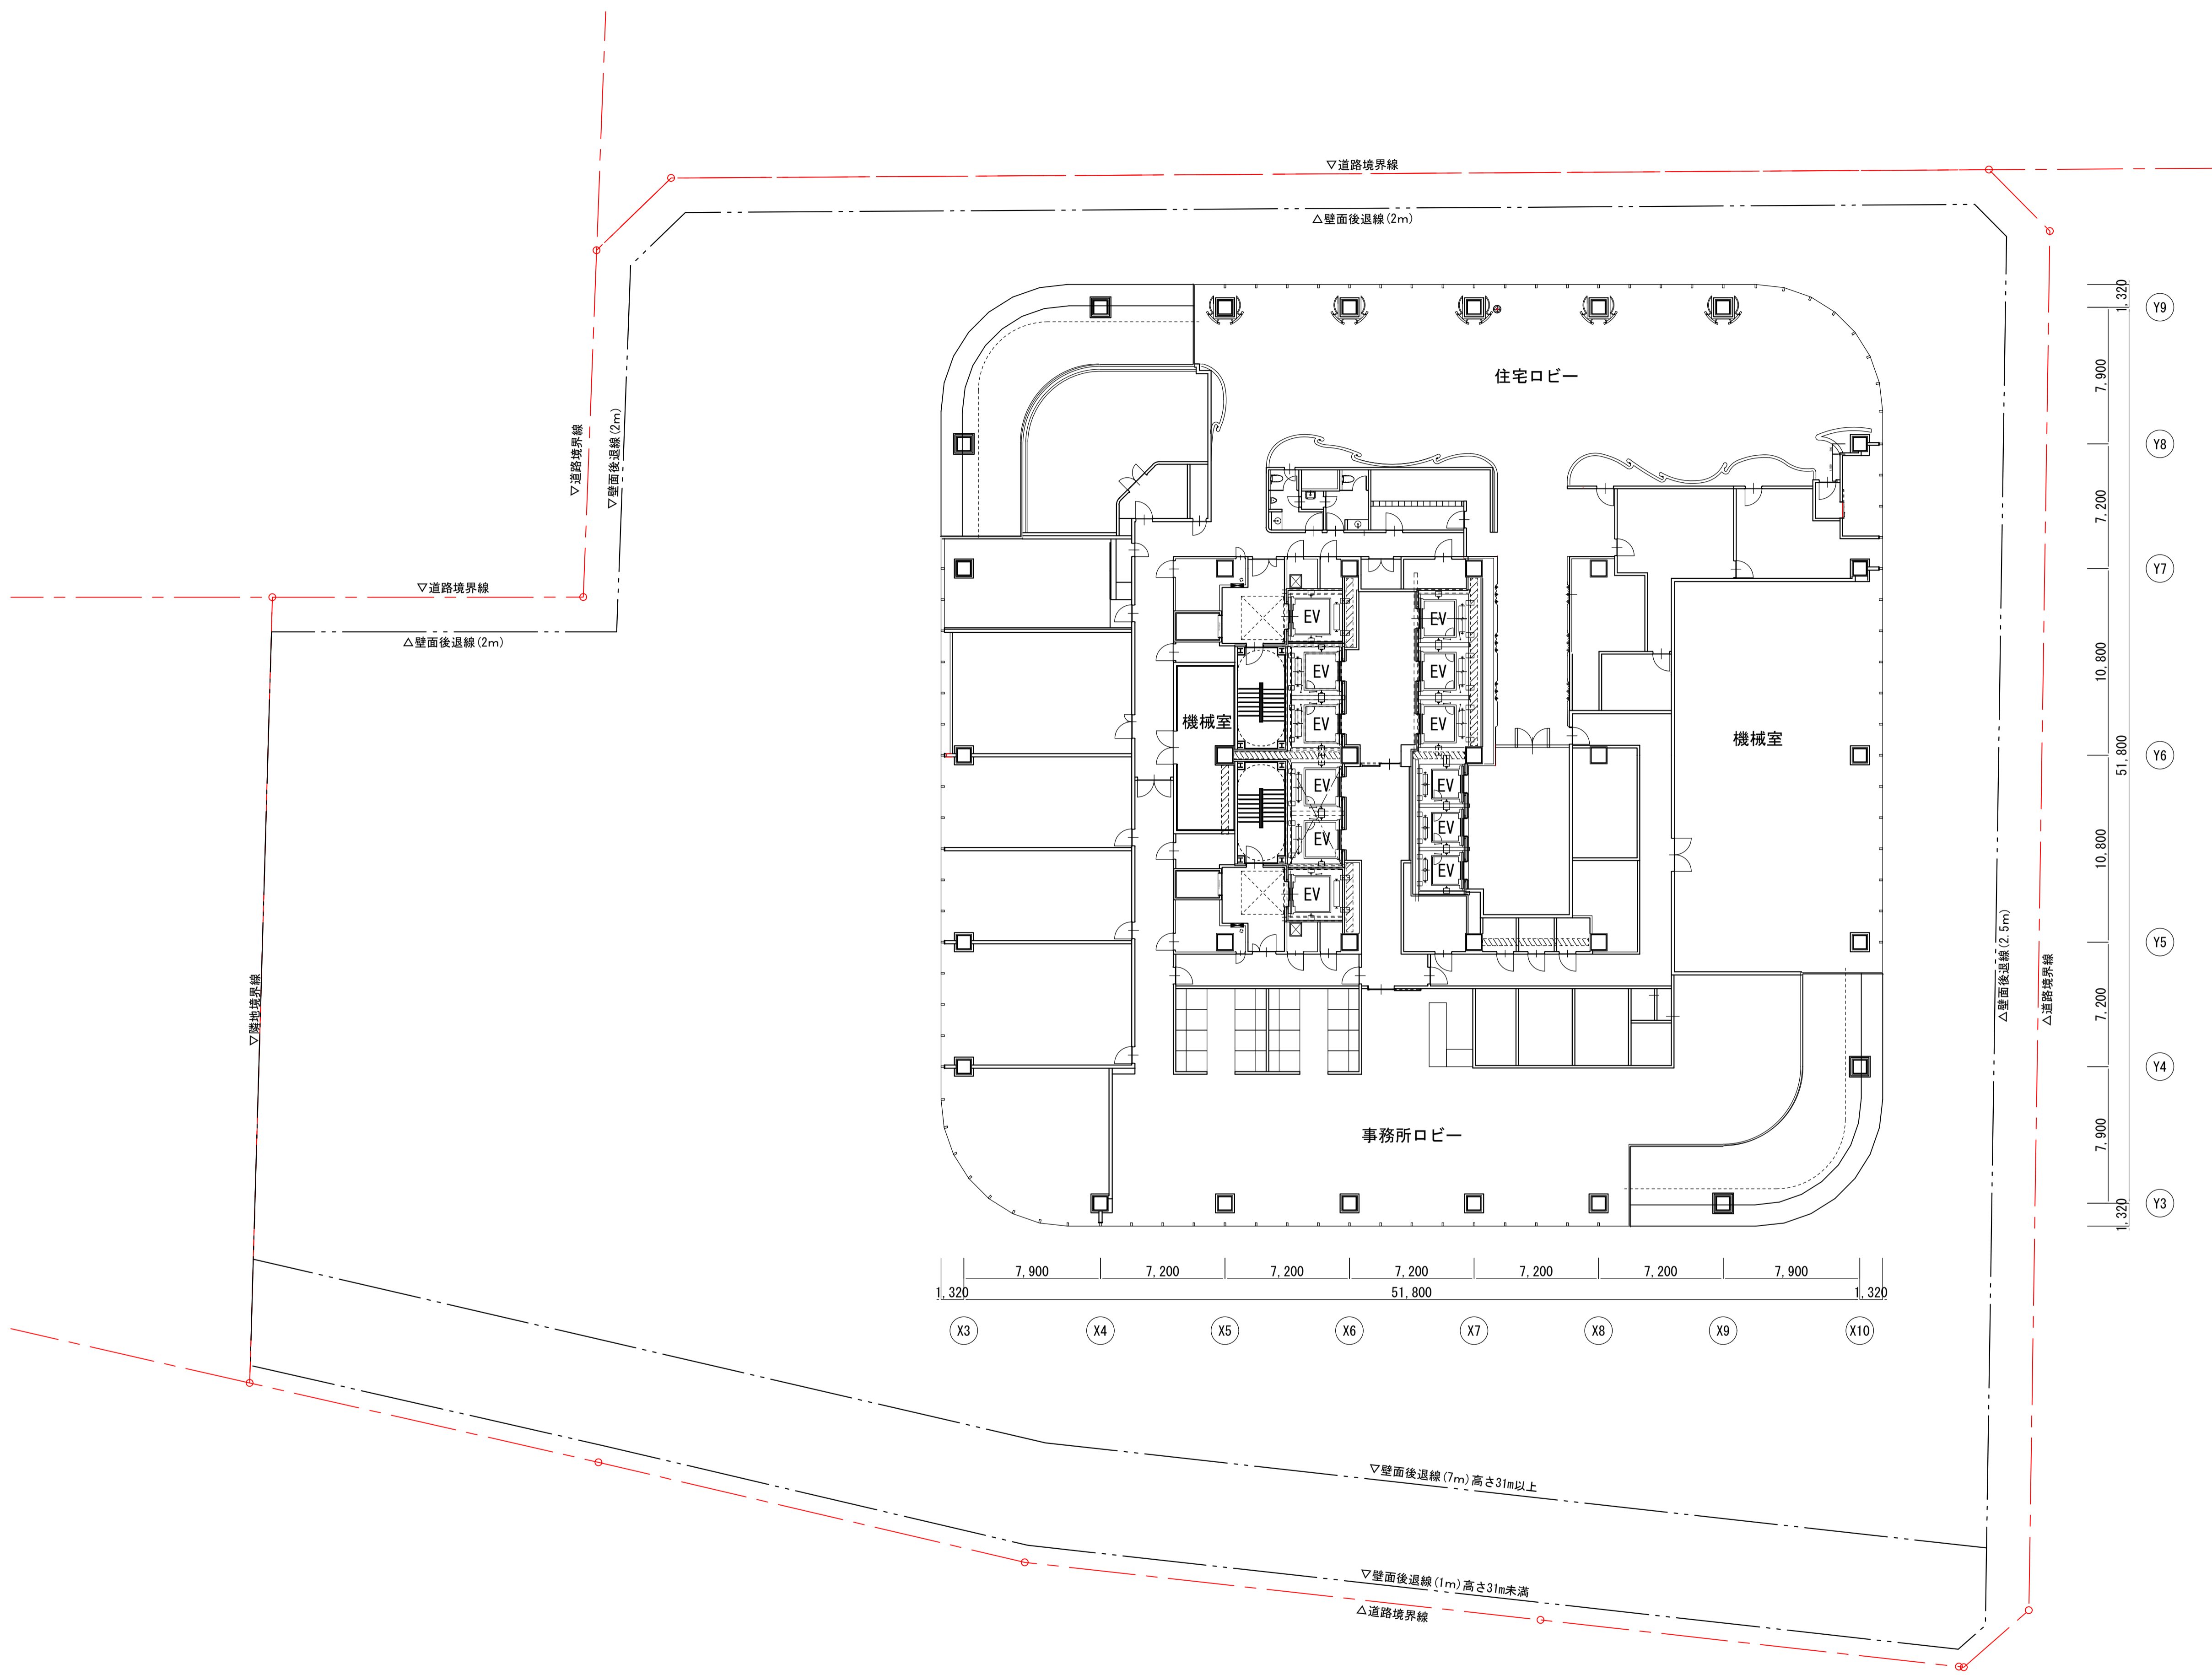 ▽道路境界線
△壁面後退線(2m)
1,320
Y9
住宅ロビー
7,900
▽道路境界線
▽壁面後退線(2m)
Y8
7,200
Y7
▽道路境界線
△壁面後退線(2m)
EV
EV
EV
EV
10,800
機械室
EV
EV
機械室
51,800
Y6
EV
EV
EV
EV
10,800
EV
EV
△壁面後退線(2.5m)
Y5
△道路境界線
▽隣地境界線
7,200
Y4
事務所ロビー
7,900
1,320
Y3
7,900
7,200
7,200
7,200
7,200
7,200
7,900
1,320
51,800
1,320
X3
X4
X5
X6
X7
X8
X9
X10
▽壁面後退線(7m)高さ31m以上
▽壁面後退線(1m)高さ31m未満
△道路境界線